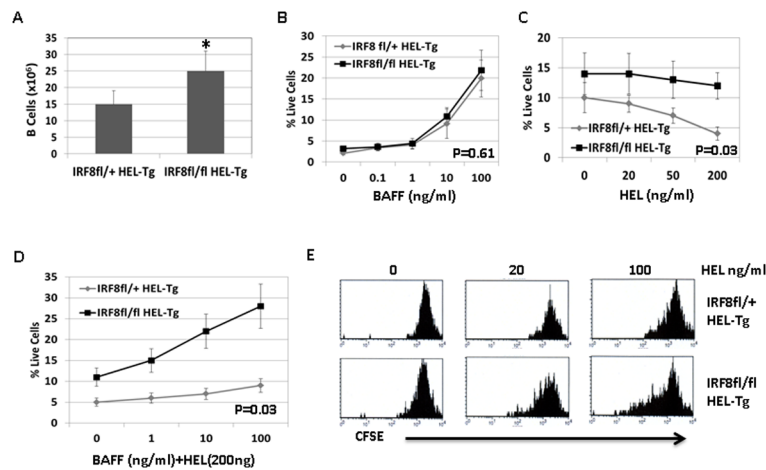 A
B Cells (x10⁶)
35
30
25
20
15
10
5
0
*
IRF8fl/+ HEL-Tg
IRF8fl/fl HEL-Tg
B
% Live Cells
30
25
20
15
10
5
0
IRF8 fl/+ HEL-Tg
IRF8fl/fl HEL-Tg
P=0.61
0 0.1 1 10 100
BAFF (ng/ml)
C
% Live Cells
20
15
10
5
0
IRF8fl/+ HEL-Tg
IRF8fl/fl HEL-Tg
P=0.03
0 20 50 200
HEL (ng/ml)
D
% Live Cells
35
30
25
20
15
10
5
0
IRF8fl/+ HEL-Tg
IRF8fl/fl HEL-Tg
P=0.03
0 1 10 100
BAFF (ng/ml)+HEL(200ng)
E
0 20 100 HEL ng/ml
IRF8fl/+
HEL-Tg
IRF8fl/fl
HEL-Tg
CFSE